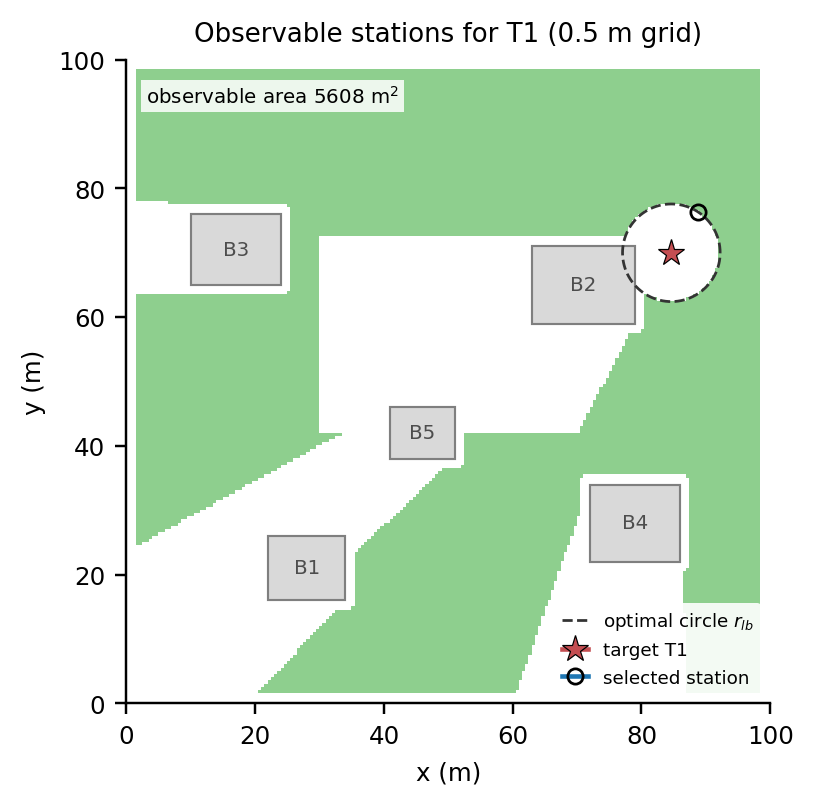 Observable stations for T1 (0.5 m grid)
100
observable area 5608 m²
80
B3
B2
60
y (m)
B5
40
B4
B1
20
optimal circle r_lb
target T1
selected station
0
0 20 40 60 80 100
x (m)